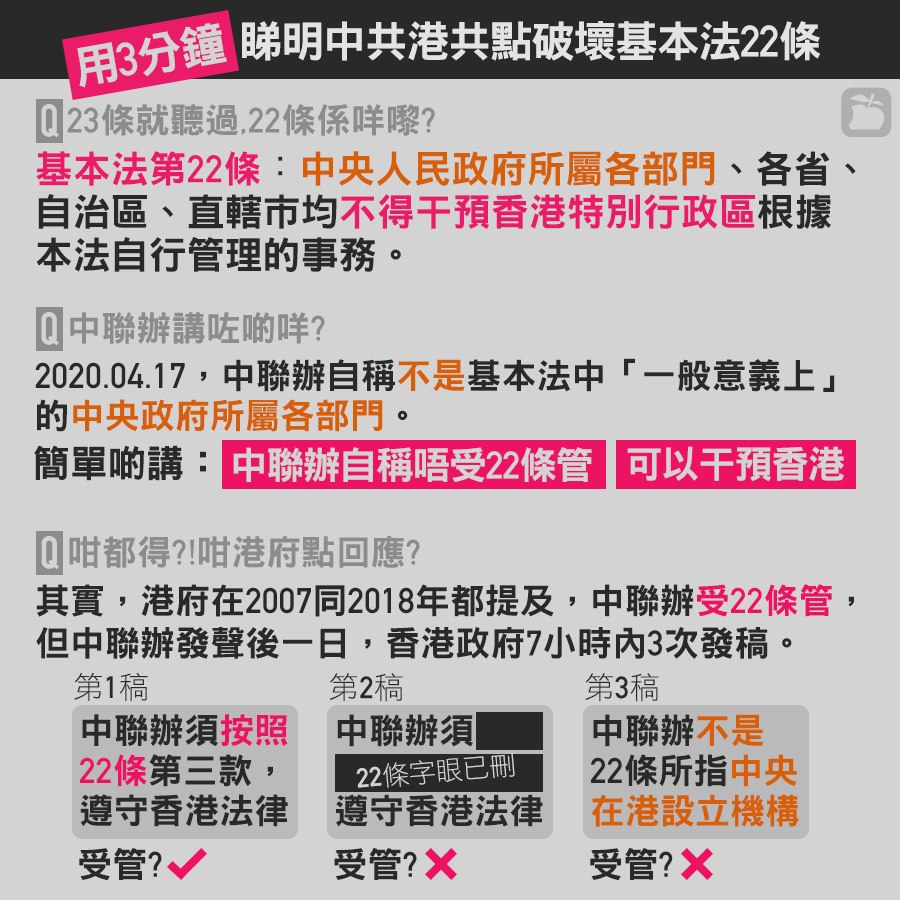 用3分鐘 睇明中共港共點破壞基本法22條
Q 23條就聽過,22條係咩嚟?
基本法第22條：中央人民政府所屬各部門、各省、
自治區、直轄市均不得干預香港特別行政區根據
本法自行管理的事務。
Q 中聯辦講咗啲咩?
2020.04.17，中聯辦自稱不是基本法中「一般意義上」
的中央政府所屬各部門。
簡單啲講：中聯辦自稱唔受22條管 可以干預香港
Q 咁都得?!咁港府點回應?
其實，港府在2007同2018年都提及，中聯辦受22條管，
但中聯辦發聲後一日，香港政府7小時內3次發稿。
第1稿
中聯辦須按照
22條第三款，
遵守香港法律
受管?
第2稿
中聯辦須
22條字眼已刪
遵守香港法律
受管?
第3稿
中聯辦不是
22條所指中央
在港設立機構
受管?